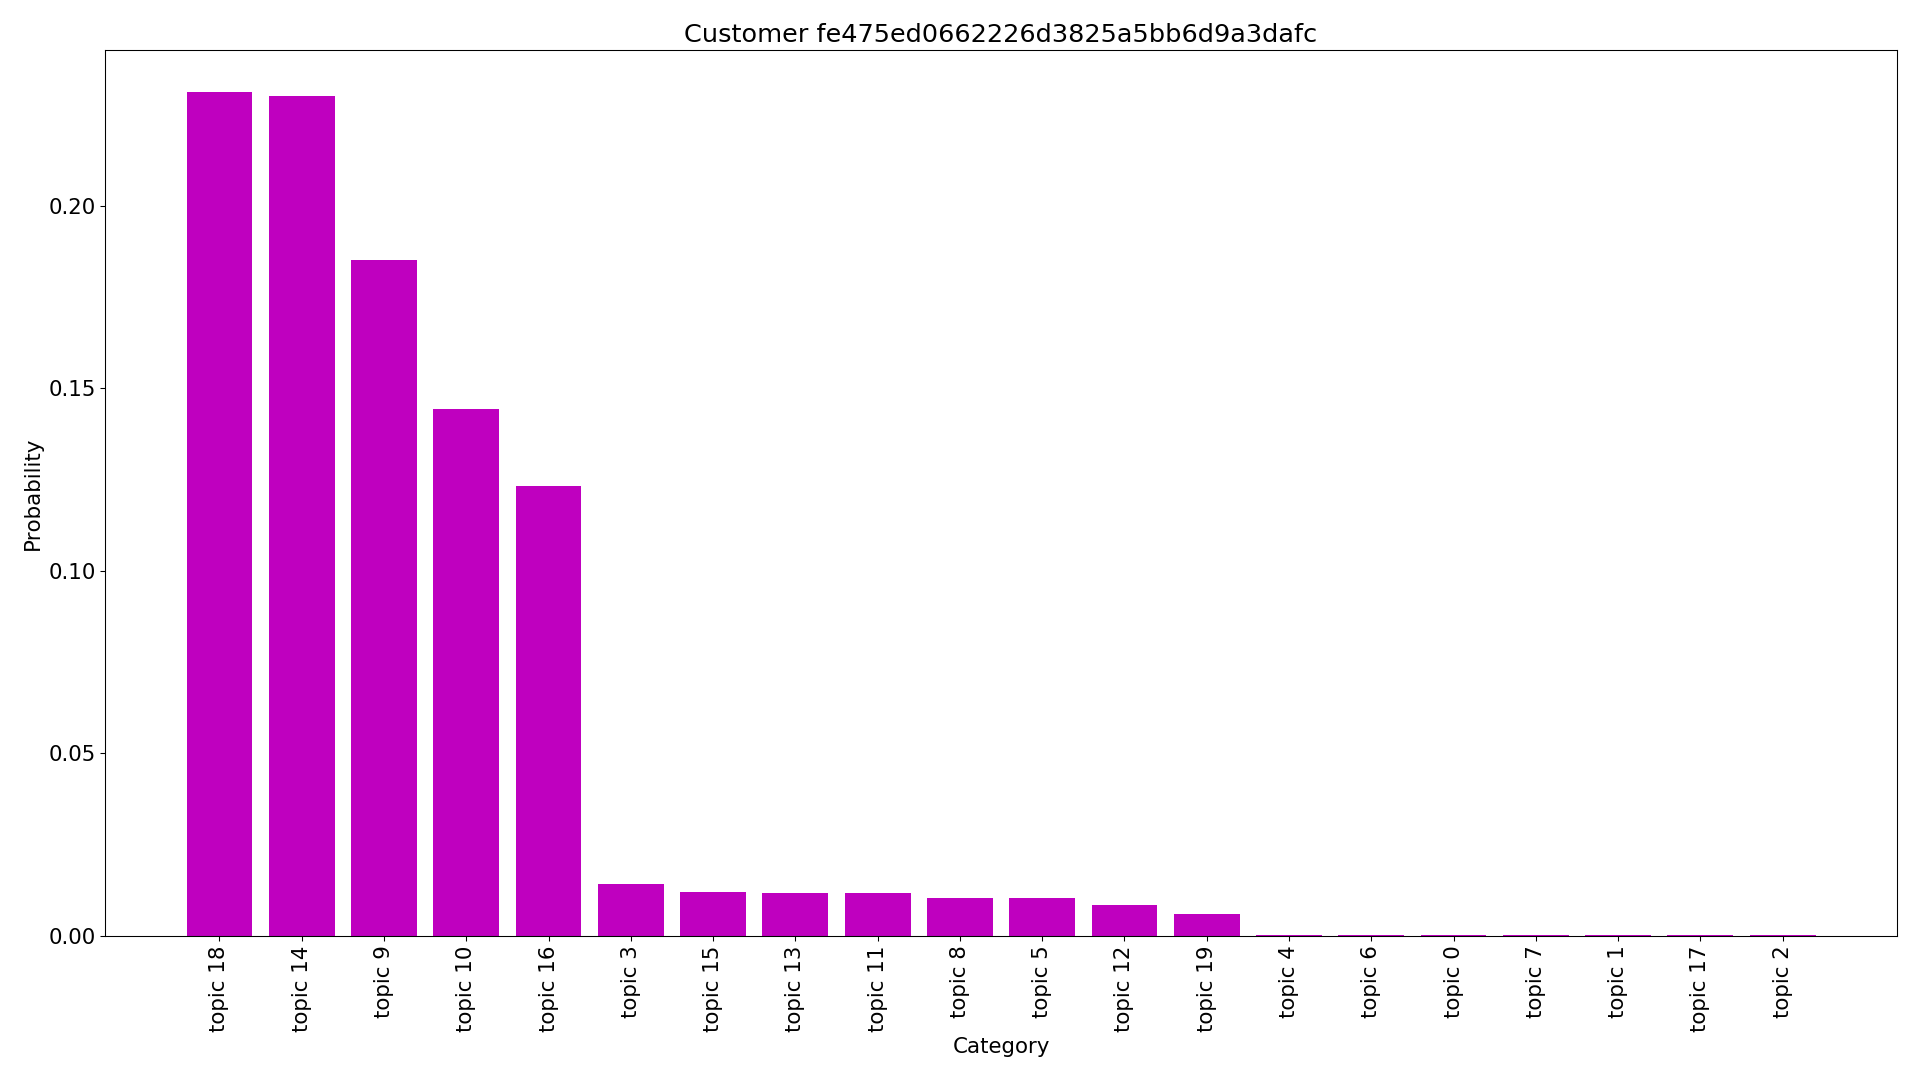 Customer fe475ed0662226d3825a5bb6d9a3dafc
Probability
0.20
0.15
0.10
0.05
0.00
topic 18
topic 14
topic 9
topic 10
topic 16
topic 3
topic 15
topic 13
topic 11
topic 8
topic 5
topic 12
topic 19
topic 4
topic 6
topic 0
topic 7
topic 1
topic 17
topic 2
Category